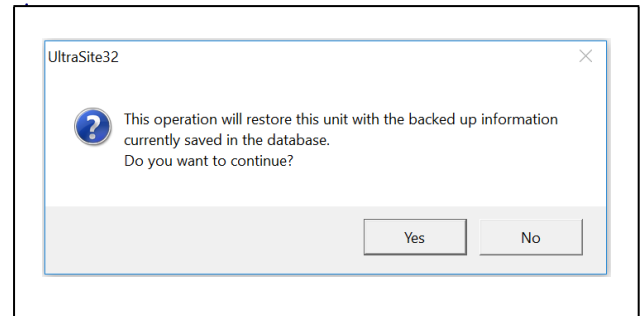 UltraSite32
This operation will restore this unit with the backed up information
currently saved in the database.
Do you want to continue?
Yes No